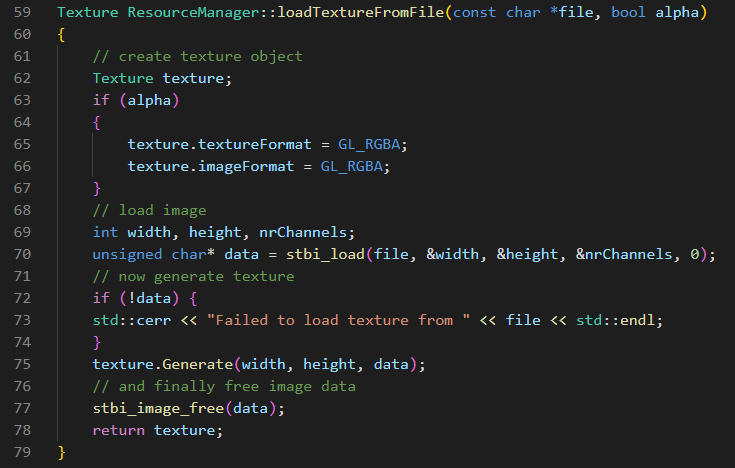 59 Texture ResourceManager::loadTextureFromFile(const char *file, bool alpha)
60 {
61     // create texture object
62     Texture texture;
63     if (alpha)
64     {
65         texture.textureFormat = GL_RGBA;
66         texture.imageFormat = GL_RGBA;
67     }
68     // load image
69     int width, height, nrChannels;
70     unsigned char* data = stbi_load(file, &width, &height, &nrChannels, 0);
71     // now generate texture
72     if (!data) {
73     std::cerr << "Failed to load texture from " << file << std::endl;
74     }
75     texture.Generate(width, height, data);
76     // and finally free image data
77     stbi_image_free(data);
78     return texture;
79 }